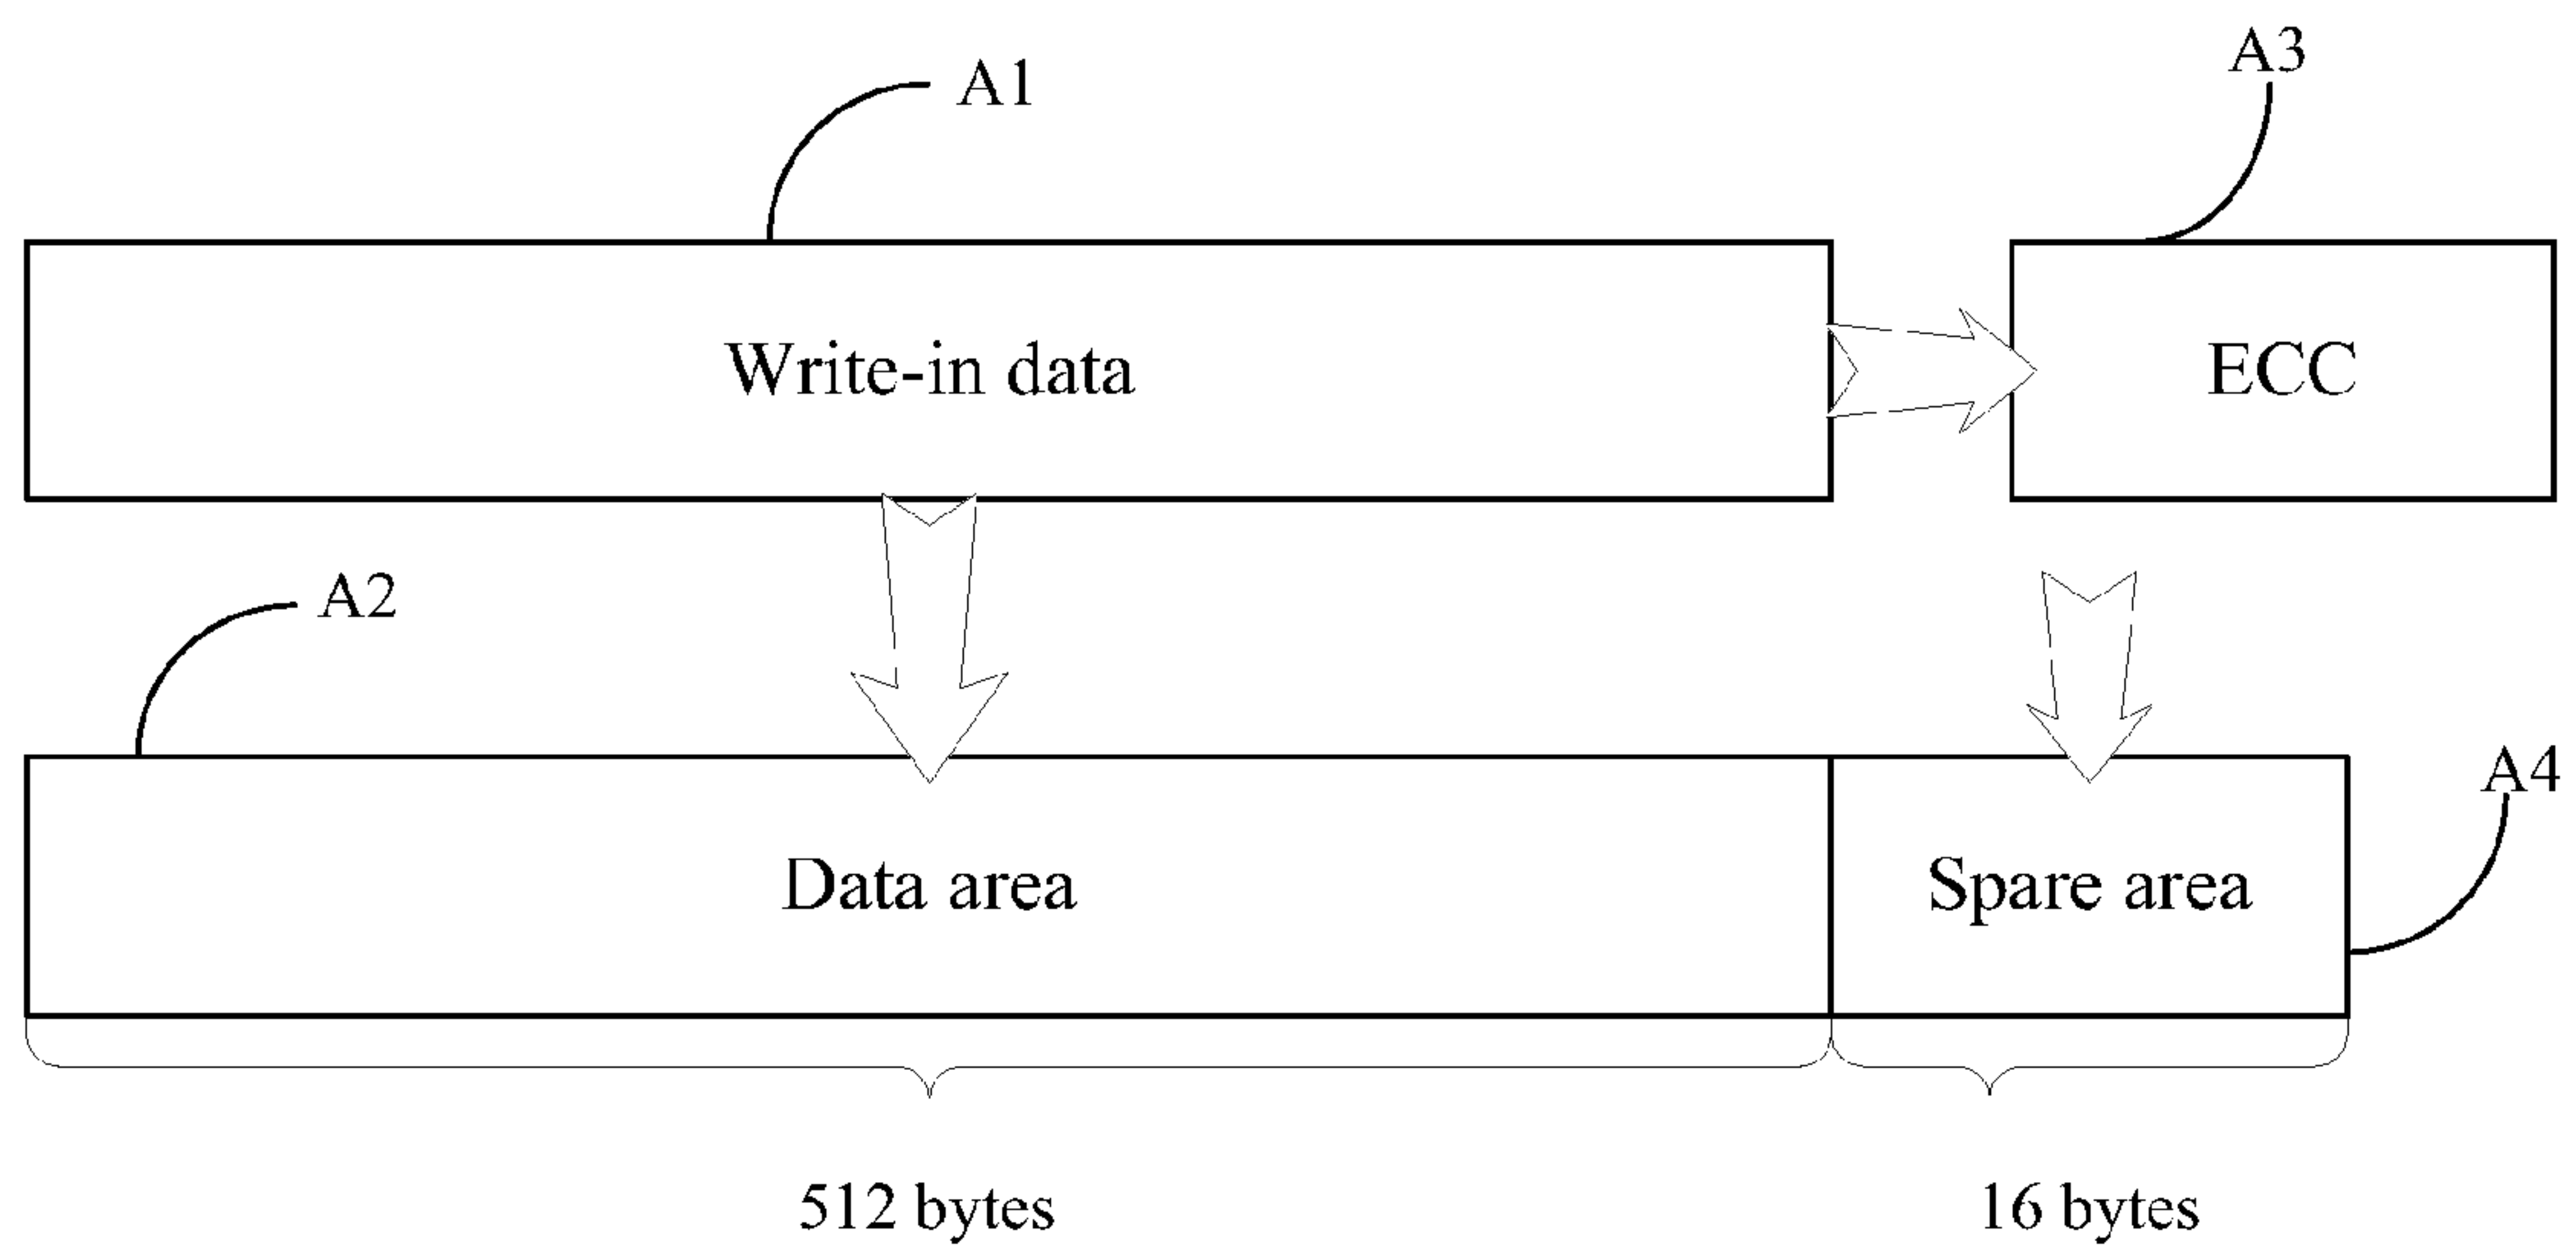 A3
A1
Write-in data
ECC
A2
A4
Data area
Spare area
512 bytes
16 bytes